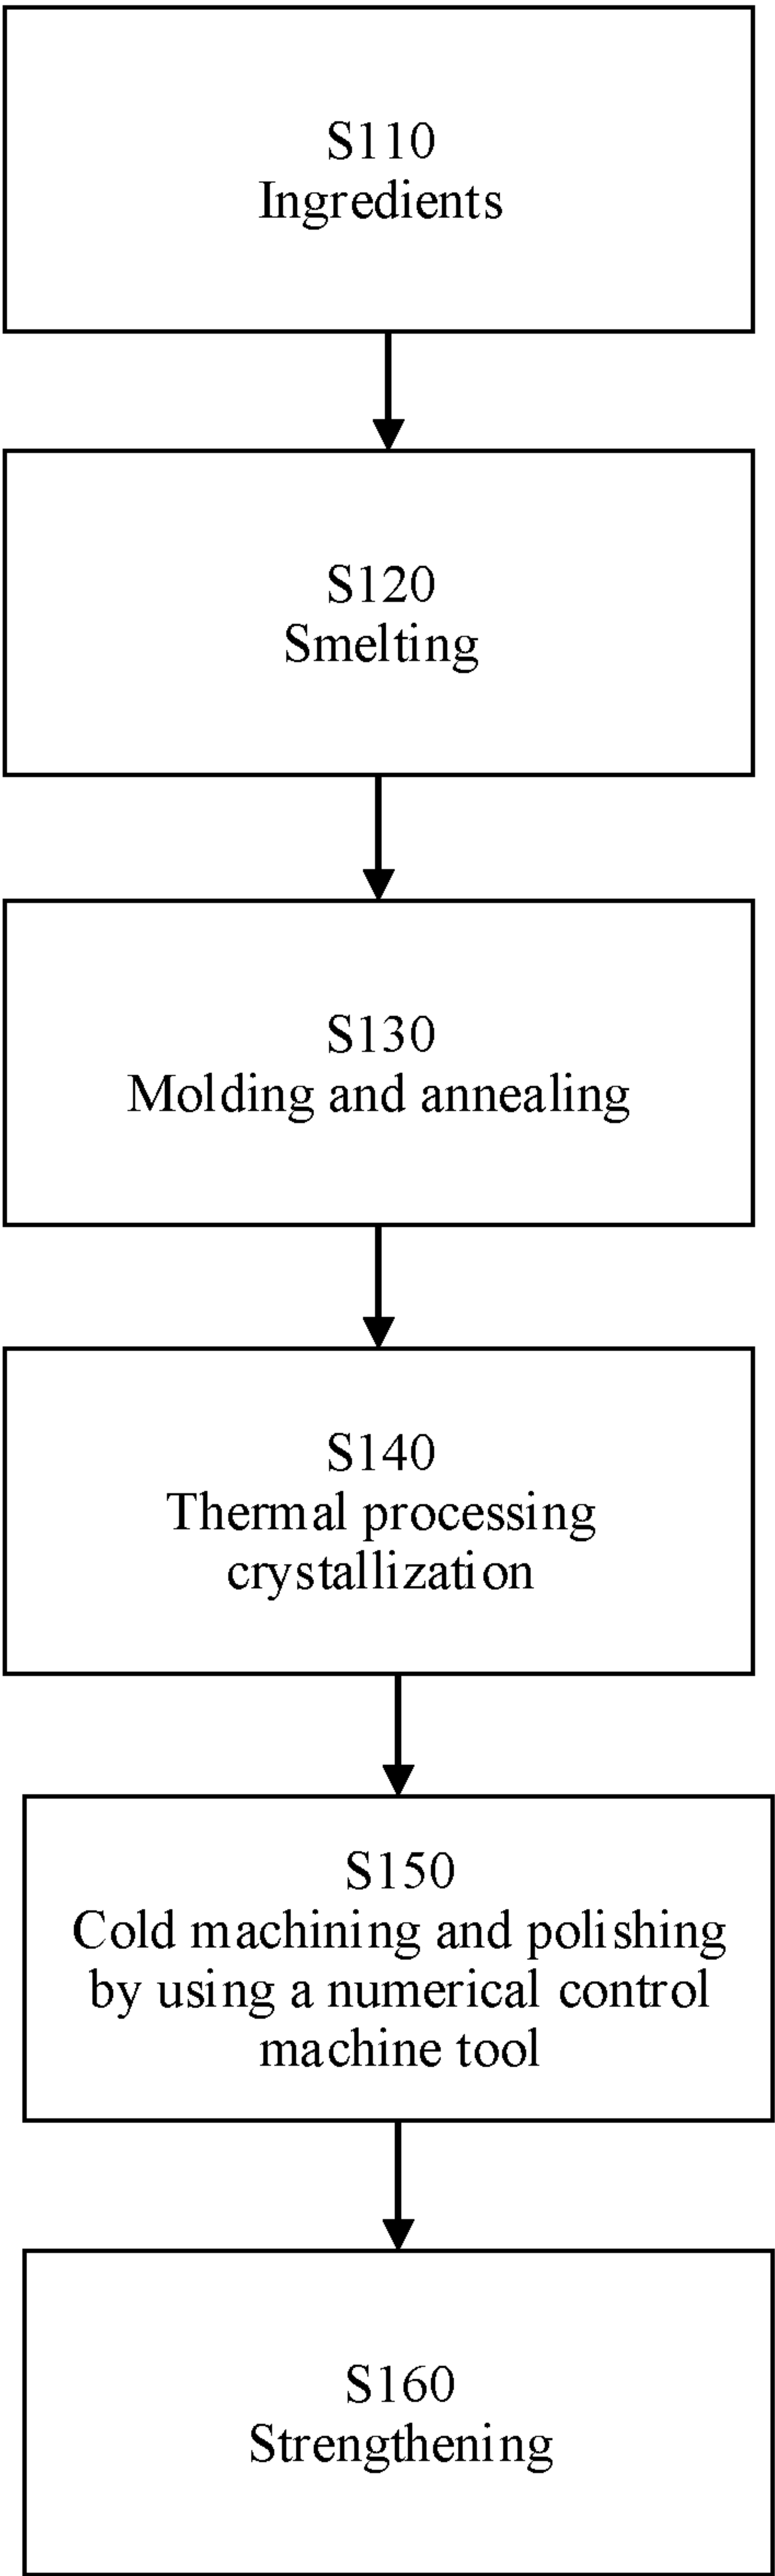 S110
Ingredients
S120
Smelting
S130
Molding and annealing
S140
Thermal processing
crystallization
S150
Cold machining and polishing
by using a numerical control
machine tool
S160
Strengthening